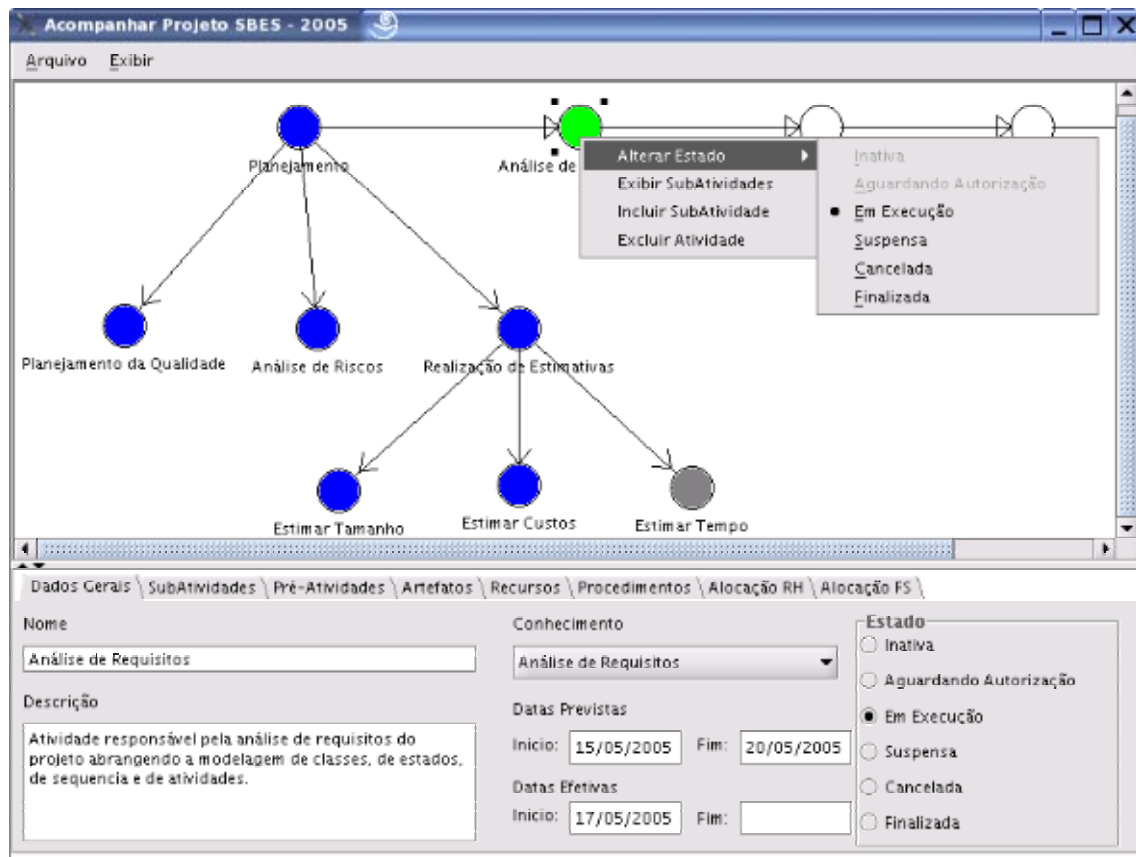 Acompanhar Projeto SBES - 2005
Arquivo Exibir
Planejamento
Análise de
Alterar Estado
Exibir SubAtividades
Incluir SubAtividade
Excluir Atividade
Inativa
Aguardando Autorização
Em Execução
Suspensa
Cancelada
Finalizada
Planejamento da Qualidade
Análise de Riscos
Realização de Estimativas
Estimar Tamanho
Estimar Custos
Estimar Tempo
Dados Gerais SubAtividades Pré-Atividades Artefatos Recursos Procedimentos Alocação RH Alocação FS
Nome
Análise de Requisitos
Descrição
Atividade responsável pela análise de requisitos do
projeto abrangendo a modelagem de classes, de estados,
de sequencia e de atividades.
Conhecimento
Análise de Requisitos
Datas Previstas
Inicio: 15/05/2005 Fim: 20/05/2005
Datas Efetivas
Inicio: 17/05/2005 Fim:
Estado
Inativa
Aguardando Autorização
Em Execução
Suspensa
Cancelada
Finalizada